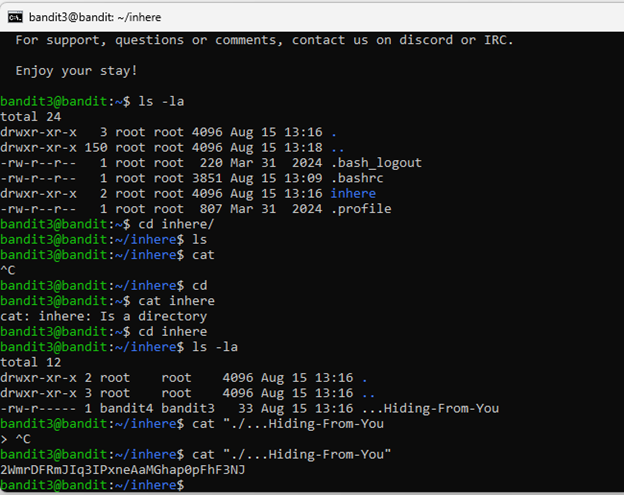 bandit3@bandit: ~/inhere
For support, questions or comments, contact us on discord or IRC.
Enjoy your stay!
bandit3@bandit:~$ ls -la
total 24
drwxr-xr-x   3 root root 4096 Aug 15 13:16 .
drwxr-xr-x 150 root root 4096 Aug 15 13:18 ..
-rw-r--r--   1 root root  220 Mar 31  2024 .bash_logout
-rw-r--r--   1 root root 3851 Aug 15 13:09 .bashrc
drwxr-xr-x   2 root root 4096 Aug 15 13:16 inhere
-rw-r--r--   1 root root  807 Mar 31  2024 .profile
bandit3@bandit:~$ cd inhere/
bandit3@bandit:~/inhere$ ls
bandit3@bandit:~/inhere$ cat
^C
bandit3@bandit:~/inhere$ cd
bandit3@bandit:~$ cat inhere
cat: inhere: Is a directory
bandit3@bandit:~$ cd inhere
bandit3@bandit:~/inhere$ ls -la
total 12
drwxr-xr-x 2 root    root    4096 Aug 15 13:16 .
drwxr-xr-x 3 root    root    4096 Aug 15 13:16 ..
-rw-r----- 1 bandit4 bandit3   33 Aug 15 13:16 ...Hiding-From-You
bandit3@bandit:~/inhere$ cat "./...Hiding-From-You
> ^C
bandit3@bandit:~/inhere$ cat "./...Hiding-From-You"
2WmrDFRmJIq3IPxneAaMGhap0pFhF3NJ
bandit3@bandit:~/inhere$